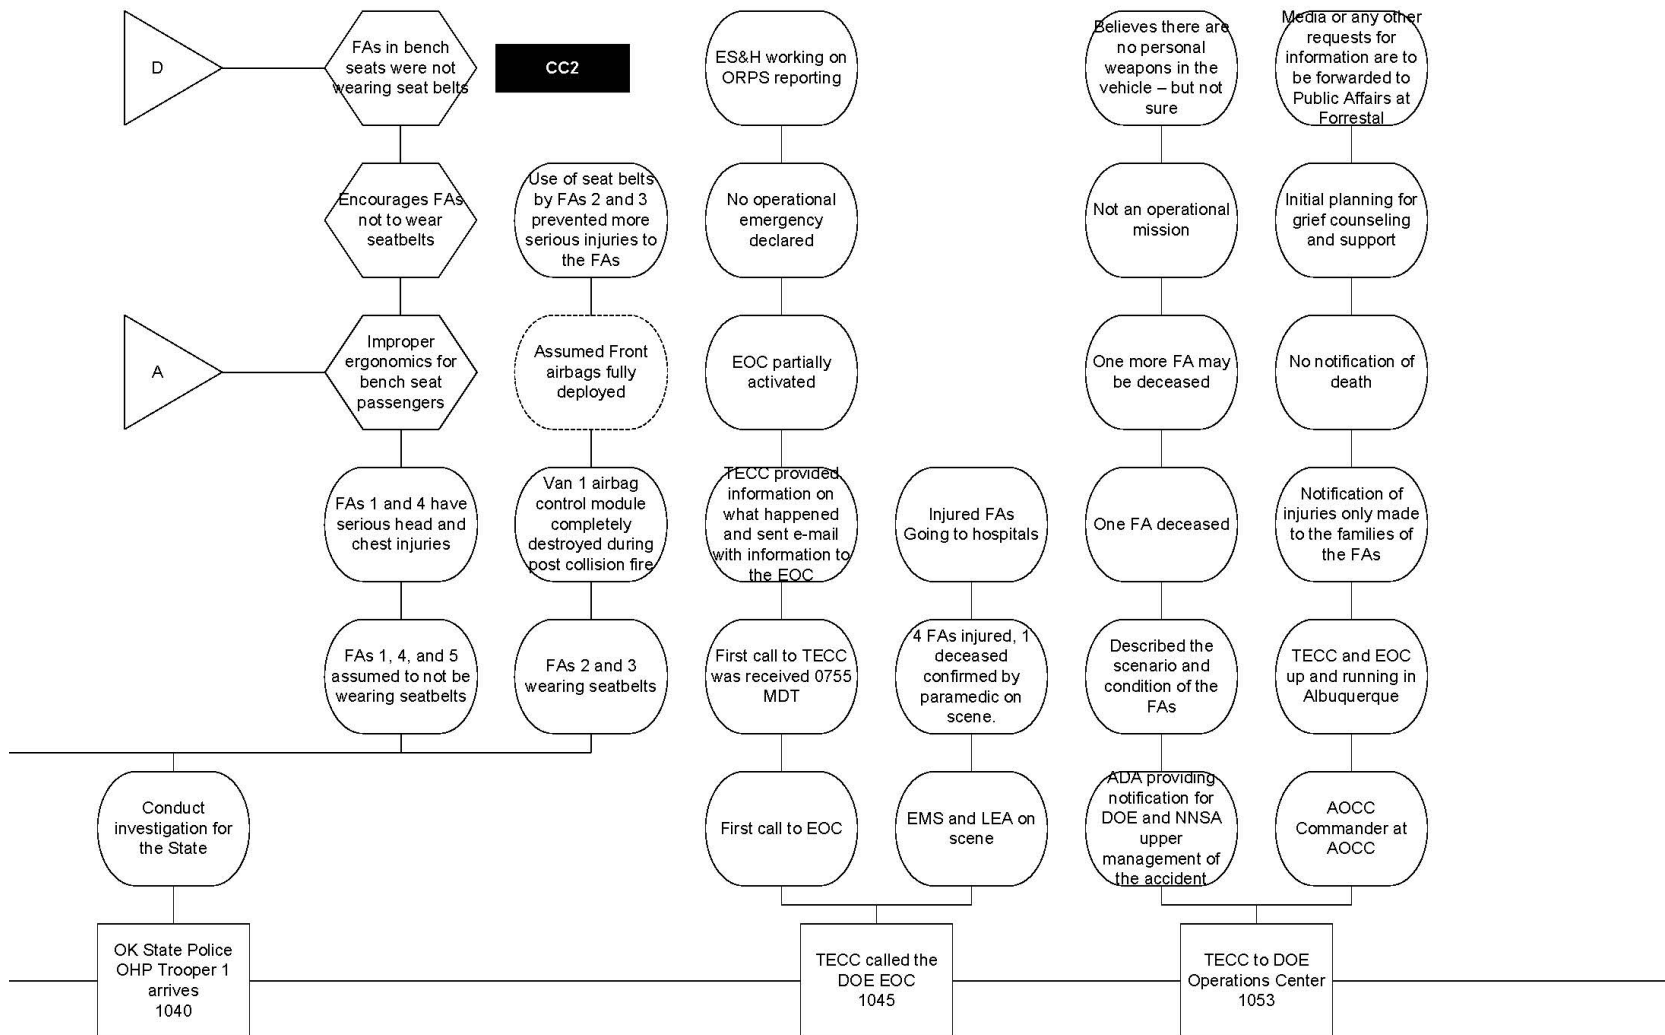 D
FAs in bench
seats were not
wearing seat belts
CC2
ES&H working on
ORPS reporting
Believes there are
no personal
weapons in the
vehicle – but not
sure
Media or any other
requests for
information are to
be forwarded to
Public Affairs at
Forrestal
Encourages FAs
not to wear
seatbelts
Use of seat belts
by FAs 2 and 3
prevented more
serious injuries to
the FAs
No operational
emergency
declared
Not an operational
mission
Initial planning for
grief counseling
and support
A
Improper
ergonomics for
bench seat
passengers
Assumed Front
airbags fully
deployed
EOC partially
activated
One more FA may
be deceased
No notification of
death
FAs 1 and 4 have
serious head and
chest injuries
Van 1 airbag
control module
completely
destroyed during
post collision fire
TECC provided
information on
what happened
and sent e-mail
with information to
the EOC
Injured FAs
Going to hospitals
One FA deceased
Notification of
injuries only made
to the families of
the FAs
FAs 1, 4, and 5
assumed to not be
wearing seatbelts
FAs 2 and 3
wearing seatbelts
First call to TECC
was received 0755
MDT
4 FAs injured, 1
deceased
confirmed by
paramedic on
scene.
Described the
scenario and
condition of the
FAs
TECC and EOC
up and running in
Albuquerque
Conduct
investigation for
the State
First call to EOC
EMS and LEA on
scene
ADA providing
notification for
DOE and NNSA
upper
management of
the accident
AOCC
Commander at
AOCC
OK State Police
OHP Trooper 1
arrives
1040
TECC called the
DOE EOC
1045
TECC to DOE
Operations Center
1053